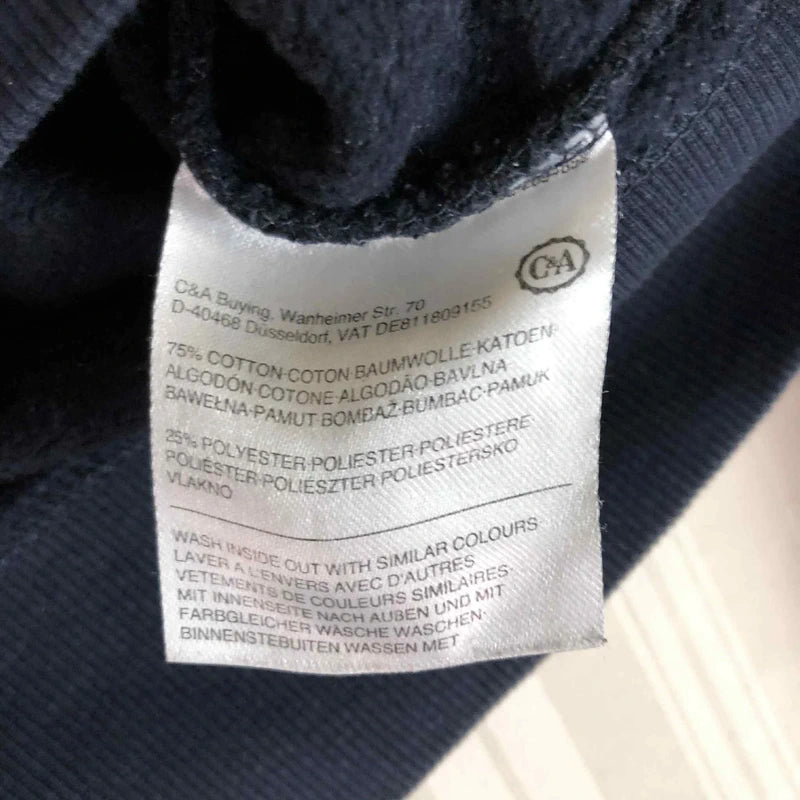 C&A
C&A Buying, Wanheimer Str. 70
D-40468 Düsseldorf, VAT DE811809155
75% COTTON·COTON·BAUMWOLLE·KATOEN·
ALGODÓN·COTONE·ALGODÃO·BAVLNA
BAWEŁNA·PAMUT·BOMBAŽ·BUMBAC·PAMUK
25% POLYESTER·POLIESTER·POLIESTERE·
POLIÉSTER·POLIÉSZTER·POLIESTERSKO
VLAKNO
WASH INSIDE OUT WITH SIMILAR COLOURS
LAVER A L'ENVERS AVEC D'AUTRES
VETEMENTS DE COULEURS SIMILAIRES·
MIT INNENSEITE NACH AUßEN UND MIT
FARBGLEICHER WÄSCHE WASCHEN·
BINNENSTEBUITEN WASSEN MET